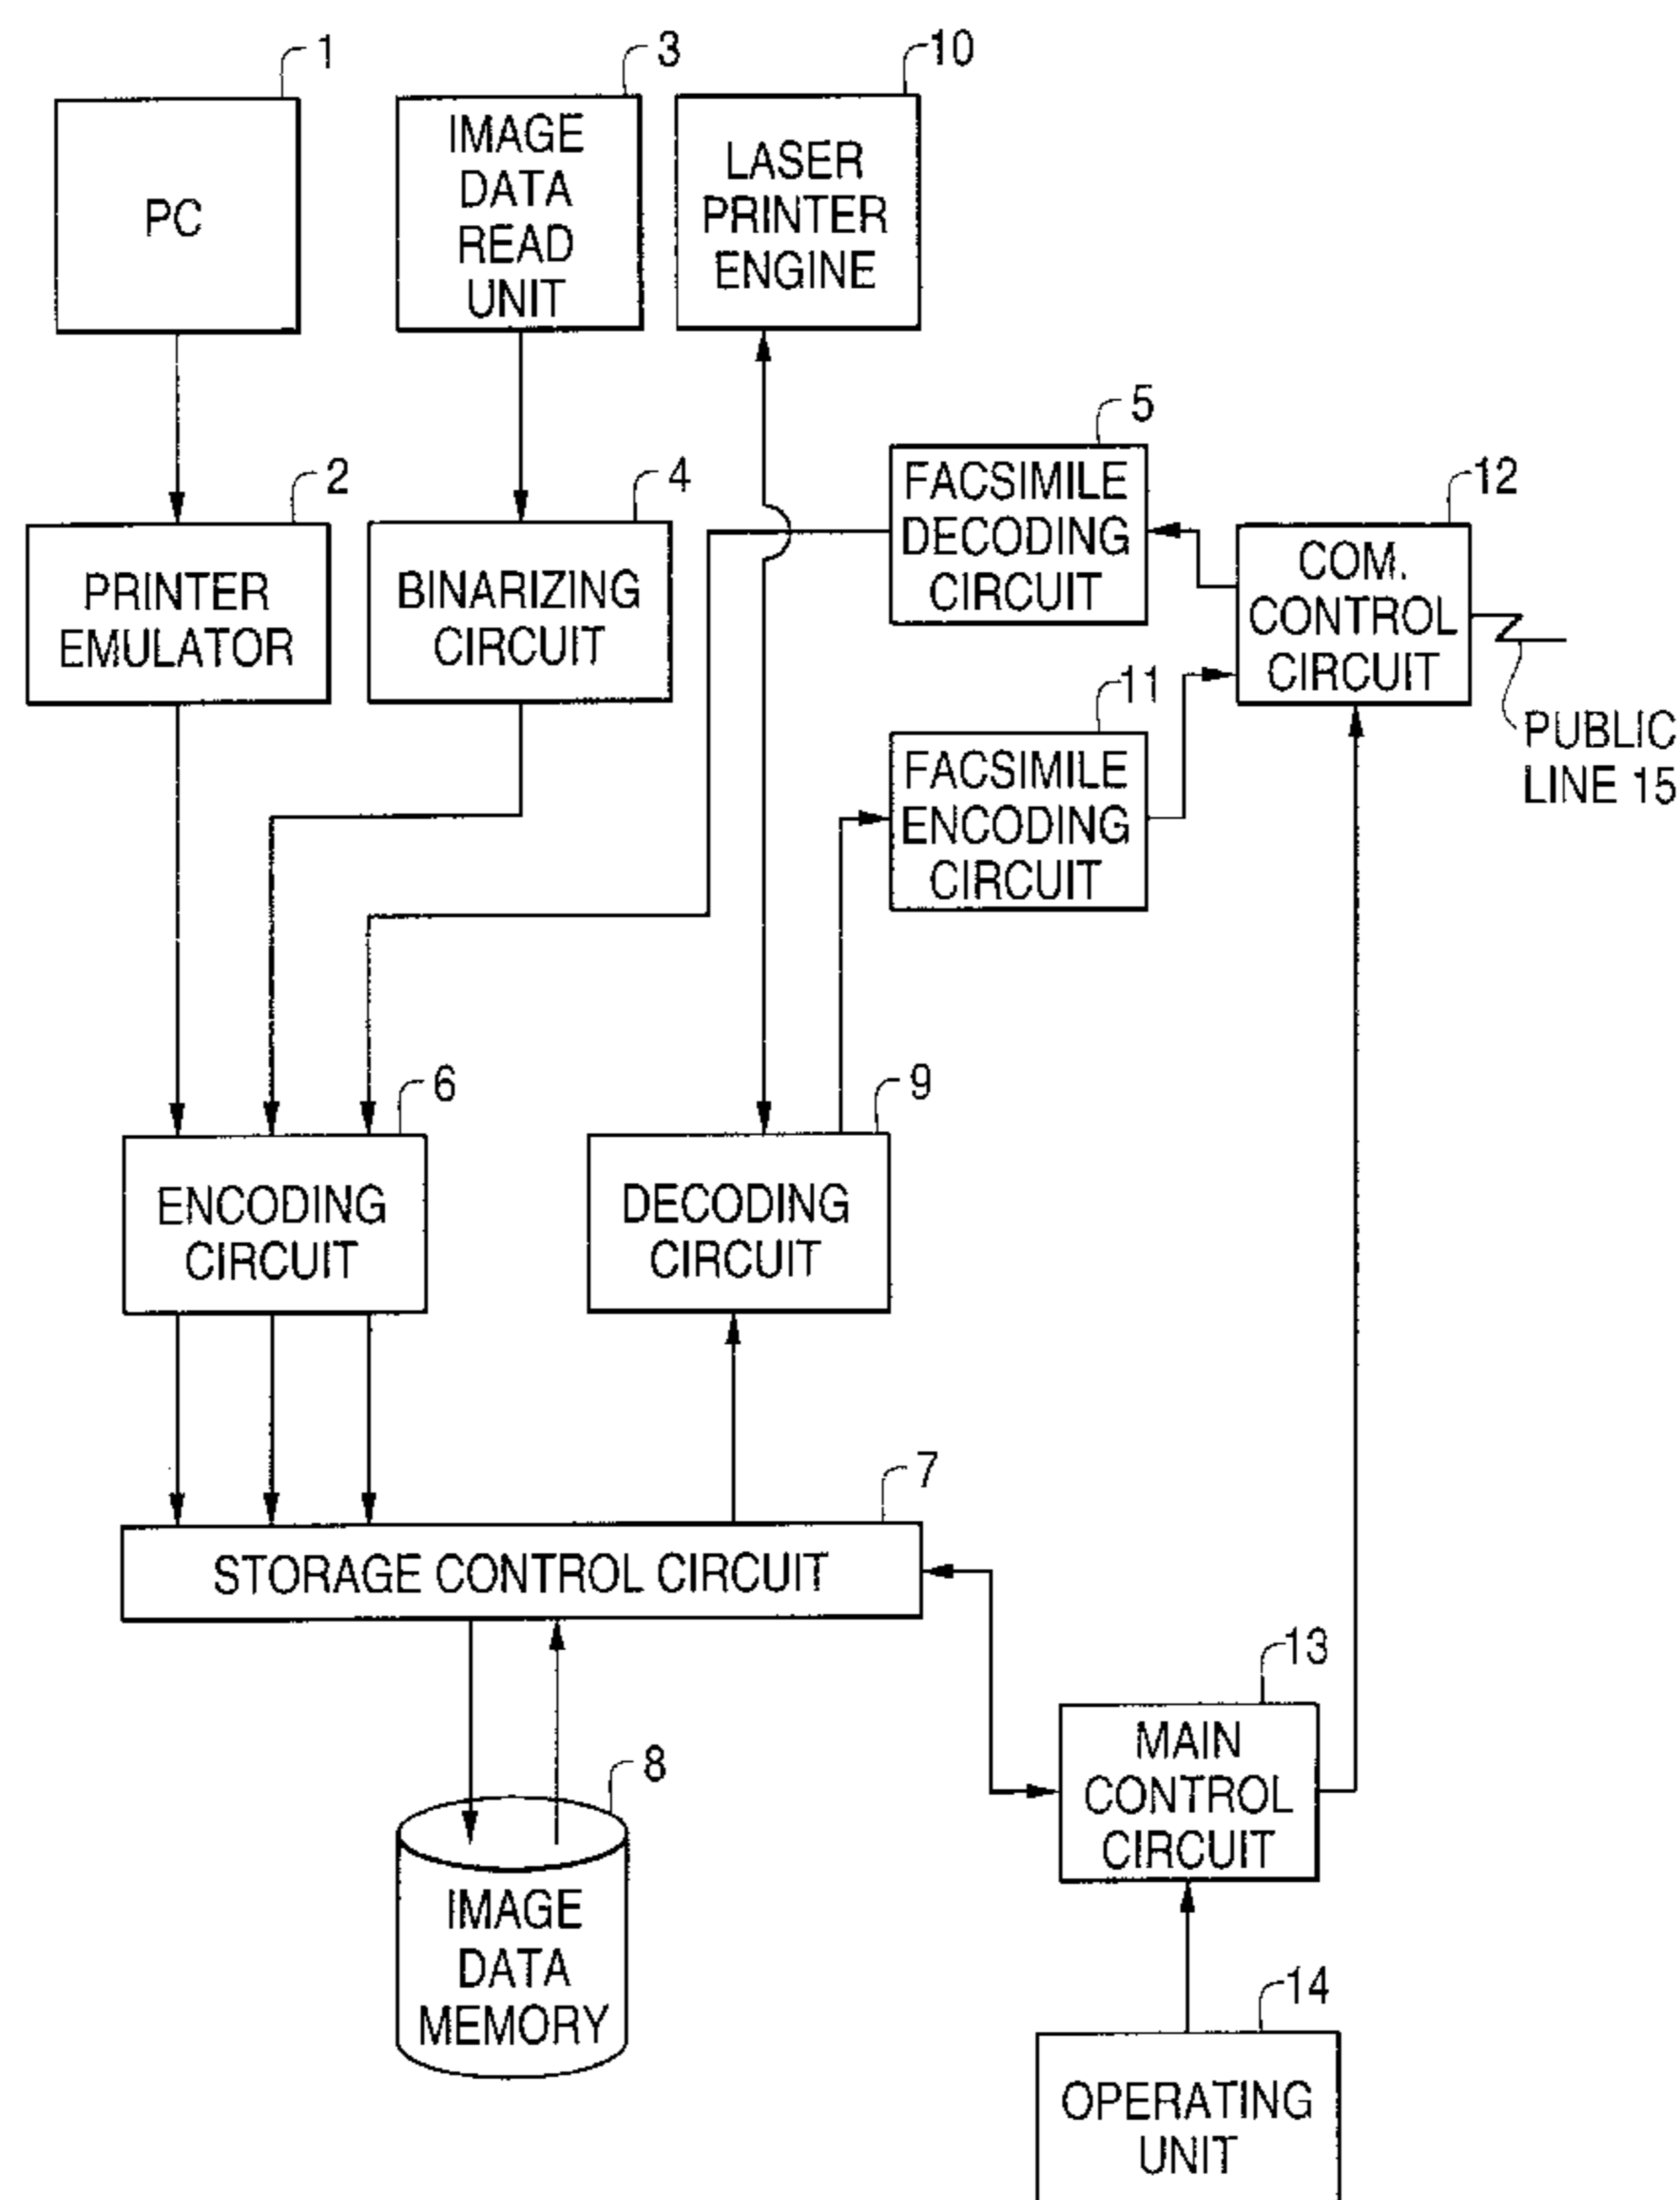 1
PC
3
IMAGE
DATA
READ
UNIT
10
LASER
PRINTER
ENGINE
2
PRINTER
EMULATOR
4
BINARIZING
CIRCUIT
5
FACSIMILE
DECODING
CIRCUIT
12
COM.
CONTROL
CIRCUIT
PUBLIC
LINE 15
11
FACSIMILE
ENCODING
CIRCUIT
6
ENCODING
CIRCUIT
9
DECODING
CIRCUIT
7
STORAGE CONTROL CIRCUIT
13
MAIN
CONTROL
CIRCUIT
8
IMAGE
DATA
MEMORY
14
OPERATING
UNIT